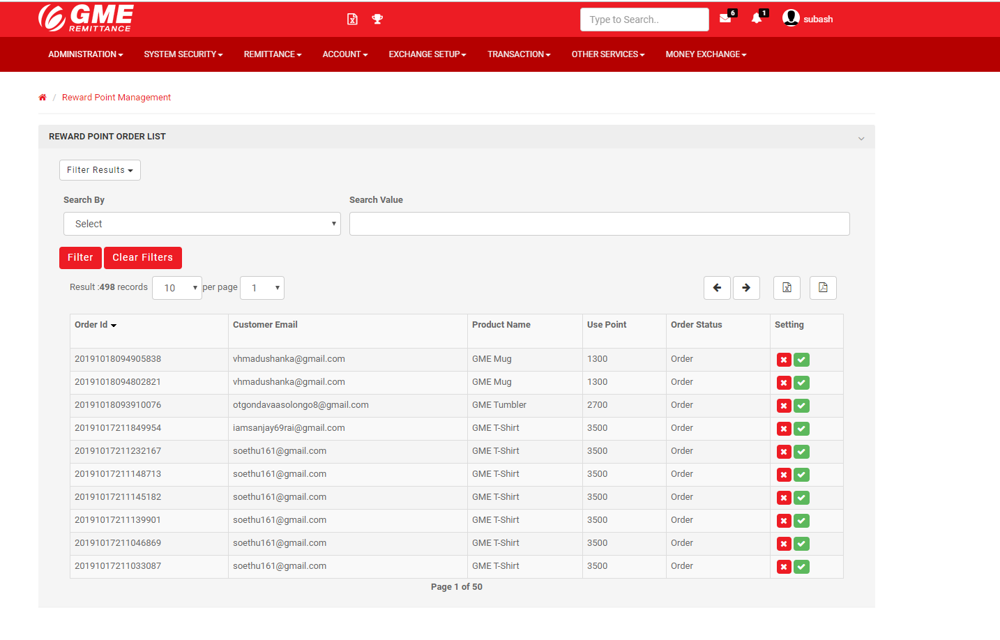 GME
REMITTANCE
Type to Search..
6
1
subash
ADMINISTRATION SYSTEM SECURITY REMITTANCE ACCOUNT EXCHANGE SETUP TRANSACTION OTHER SERVICES MONEY EXCHANGE
/ Reward Point Management
REWARD POINT ORDER LIST
Filter Results
Search By Search Value
Select
Filter Clear Filters
Result :498 records 10 per page 1
Order Id Customer Email Product Name Use Point Order Status Setting
20191018094905838 vhmadushanka@gmail.com GME Mug 1300 Order
20191018094802821 vhmadushanka@gmail.com GME Mug 1300 Order
20191018093910076 otgondavaasolongo8@gmail.com GME Tumbler 2700 Order
20191017211849954 iamsanjay69rai@gmail.com GME T-Shirt 3500 Order
20191017211232167 soethu161@gmail.com GME T-Shirt 3500 Order
20191017211148713 soethu161@gmail.com GME T-Shirt 3500 Order
20191017211145182 soethu161@gmail.com GME T-Shirt 3500 Order
20191017211139901 soethu161@gmail.com GME T-Shirt 3500 Order
20191017211046869 soethu161@gmail.com GME T-Shirt 3500 Order
20191017211033087 soethu161@gmail.com GME T-Shirt 3500 Order
Page 1 of 50